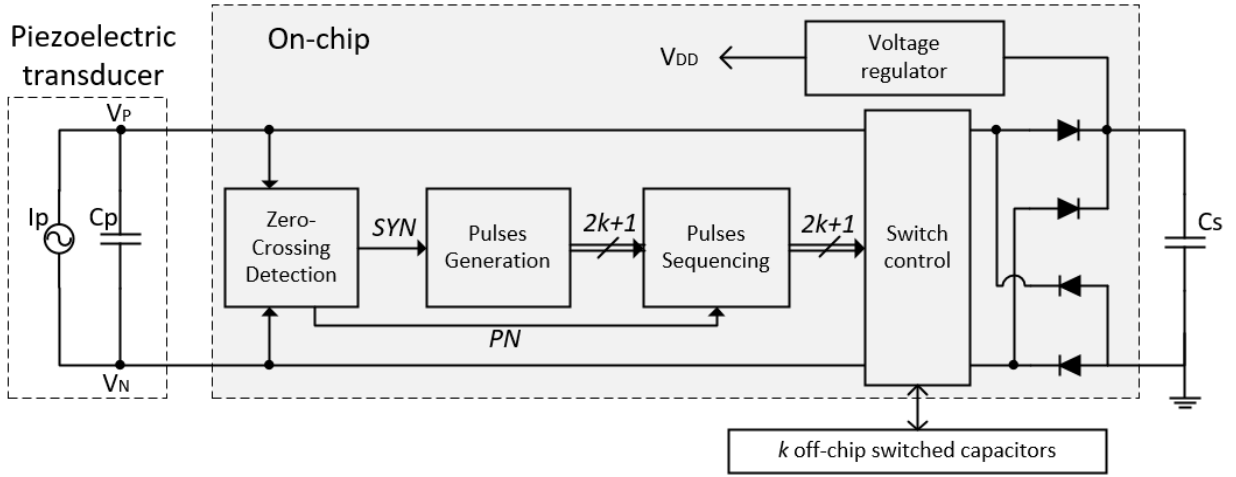 Piezoelectric
transducer
On-chip
Voltage
regulator
VDD
VP
Ip
Cp
Zero-
Crossing
Detection
SYN
Pulses
Generation
2k+1
Pulses
Sequencing
2k+1
Switch
control
Cs
PN
VN
k off-chip switched capacitors